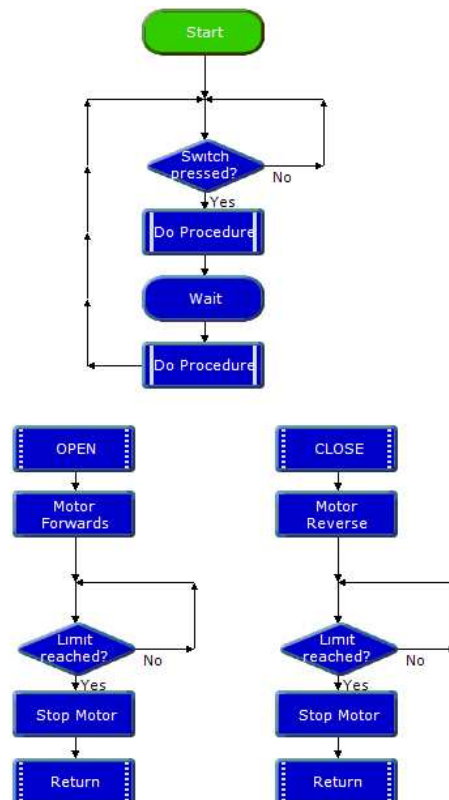 Start
Switch
pressed?
No
Yes
Do Procedure
Wait
Do Procedure
OPEN
Motor
Forwards
Limit
reached?
No
Yes
Stop Motor
Return
CLOSE
Motor
Reverse
Limit
reached?
No
Yes
Stop Motor
Return